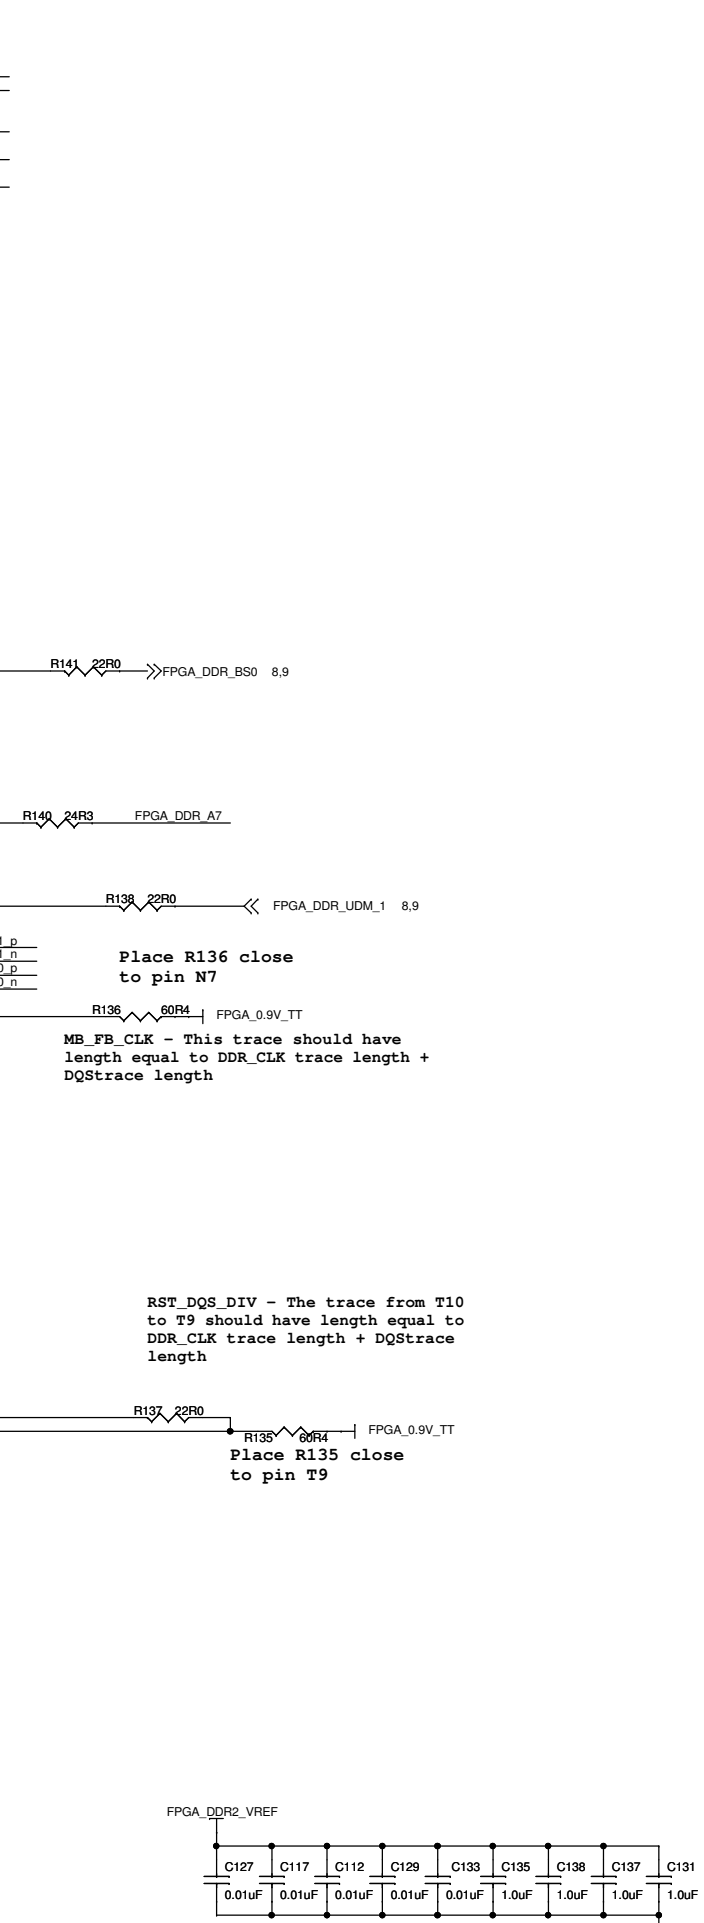 R141 22R0 FPGA_DDR_BS0 8,9
R140 24R3 FPGA_DDR_A7
R138 22R0 FPGA_DDR_UDM_1 8,9
1_p
1_n
0_p
0_n
Place R136 close
to pin N7
R136 60R4 FPGA_0.9V_TT
MB_FB_CLK - This trace should have
length equal to DDR_CLK trace length +
DQStrace length
RST_DQS_DIV - The trace from T10
to T9 should have length equal to
DDR_CLK trace length + DQStrace
length
R137 22R0
R135 60R4 FPGA_0.9V_TT
Place R135 close
to pin T9
FPGA_DDR2_VREF
C127 C117 C112 C129 C133 C135 C138 C137 C131
0.01uF 0.01uF 0.01uF 0.01uF 0.01uF 1.0uF 1.0uF 1.0uF 1.0uF